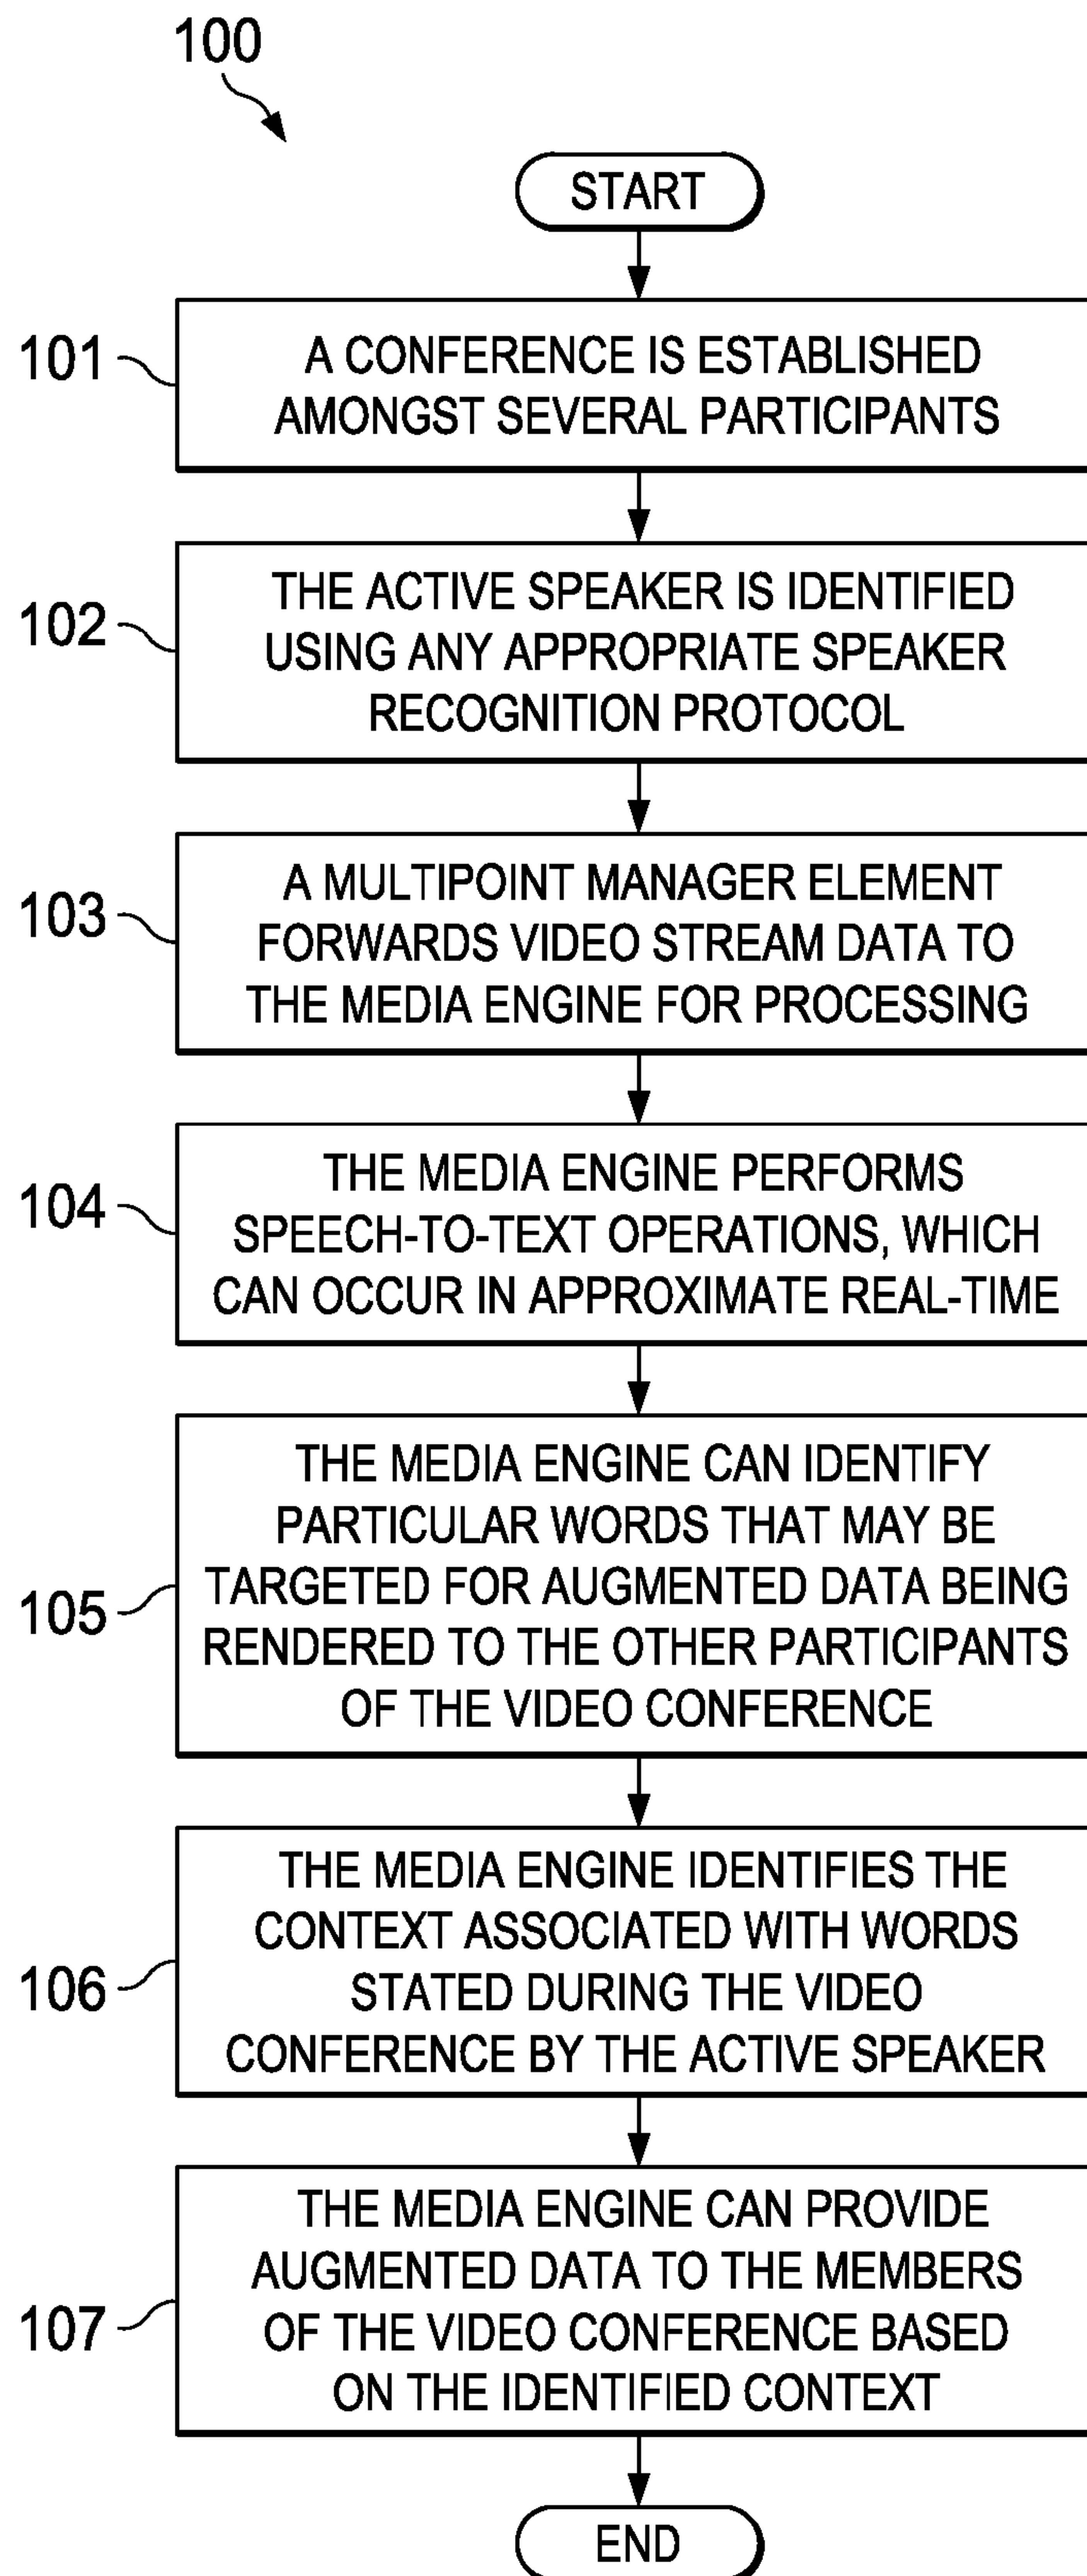 100
START
101
A CONFERENCE IS ESTABLISHED
AMONGST SEVERAL PARTICIPANTS
102
THE ACTIVE SPEAKER IS IDENTIFIED
USING ANY APPROPRIATE SPEAKER
RECOGNITION PROTOCOL
103
A MULTIPOINT MANAGER ELEMENT
FORWARDS VIDEO STREAM DATA TO
THE MEDIA ENGINE FOR PROCESSING
104
THE MEDIA ENGINE PERFORMS
SPEECH-TO-TEXT OPERATIONS, WHICH
CAN OCCUR IN APPROXIMATE REAL-TIME
105
THE MEDIA ENGINE CAN IDENTIFY
PARTICULAR WORDS THAT MAY BE
TARGETED FOR AUGMENTED DATA BEING
RENDERED TO THE OTHER PARTICIPANTS
OF THE VIDEO CONFERENCE
106
THE MEDIA ENGINE IDENTIFIES THE
CONTEXT ASSOCIATED WITH WORDS
STATED DURING THE VIDEO
CONFERENCE BY THE ACTIVE SPEAKER
107
THE MEDIA ENGINE CAN PROVIDE
AUGMENTED DATA TO THE MEMBERS
OF THE VIDEO CONFERENCE BASED
ON THE IDENTIFIED CONTEXT
END